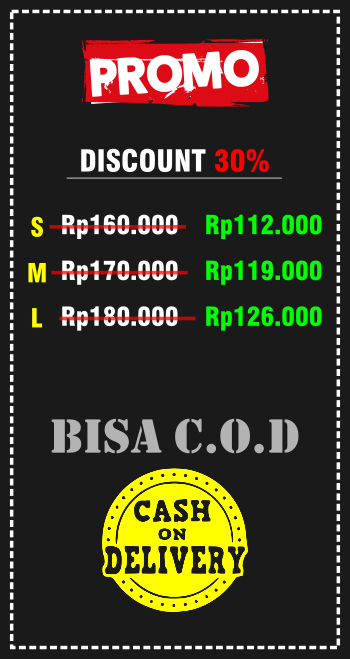 PROMO
DISCOUNT 30%
S Rp160.000 Rp112.000
M Rp170.000 Rp119.000
L Rp180.000 Rp126.000
BISA C.O.D
CASH
ON
DELIVERY